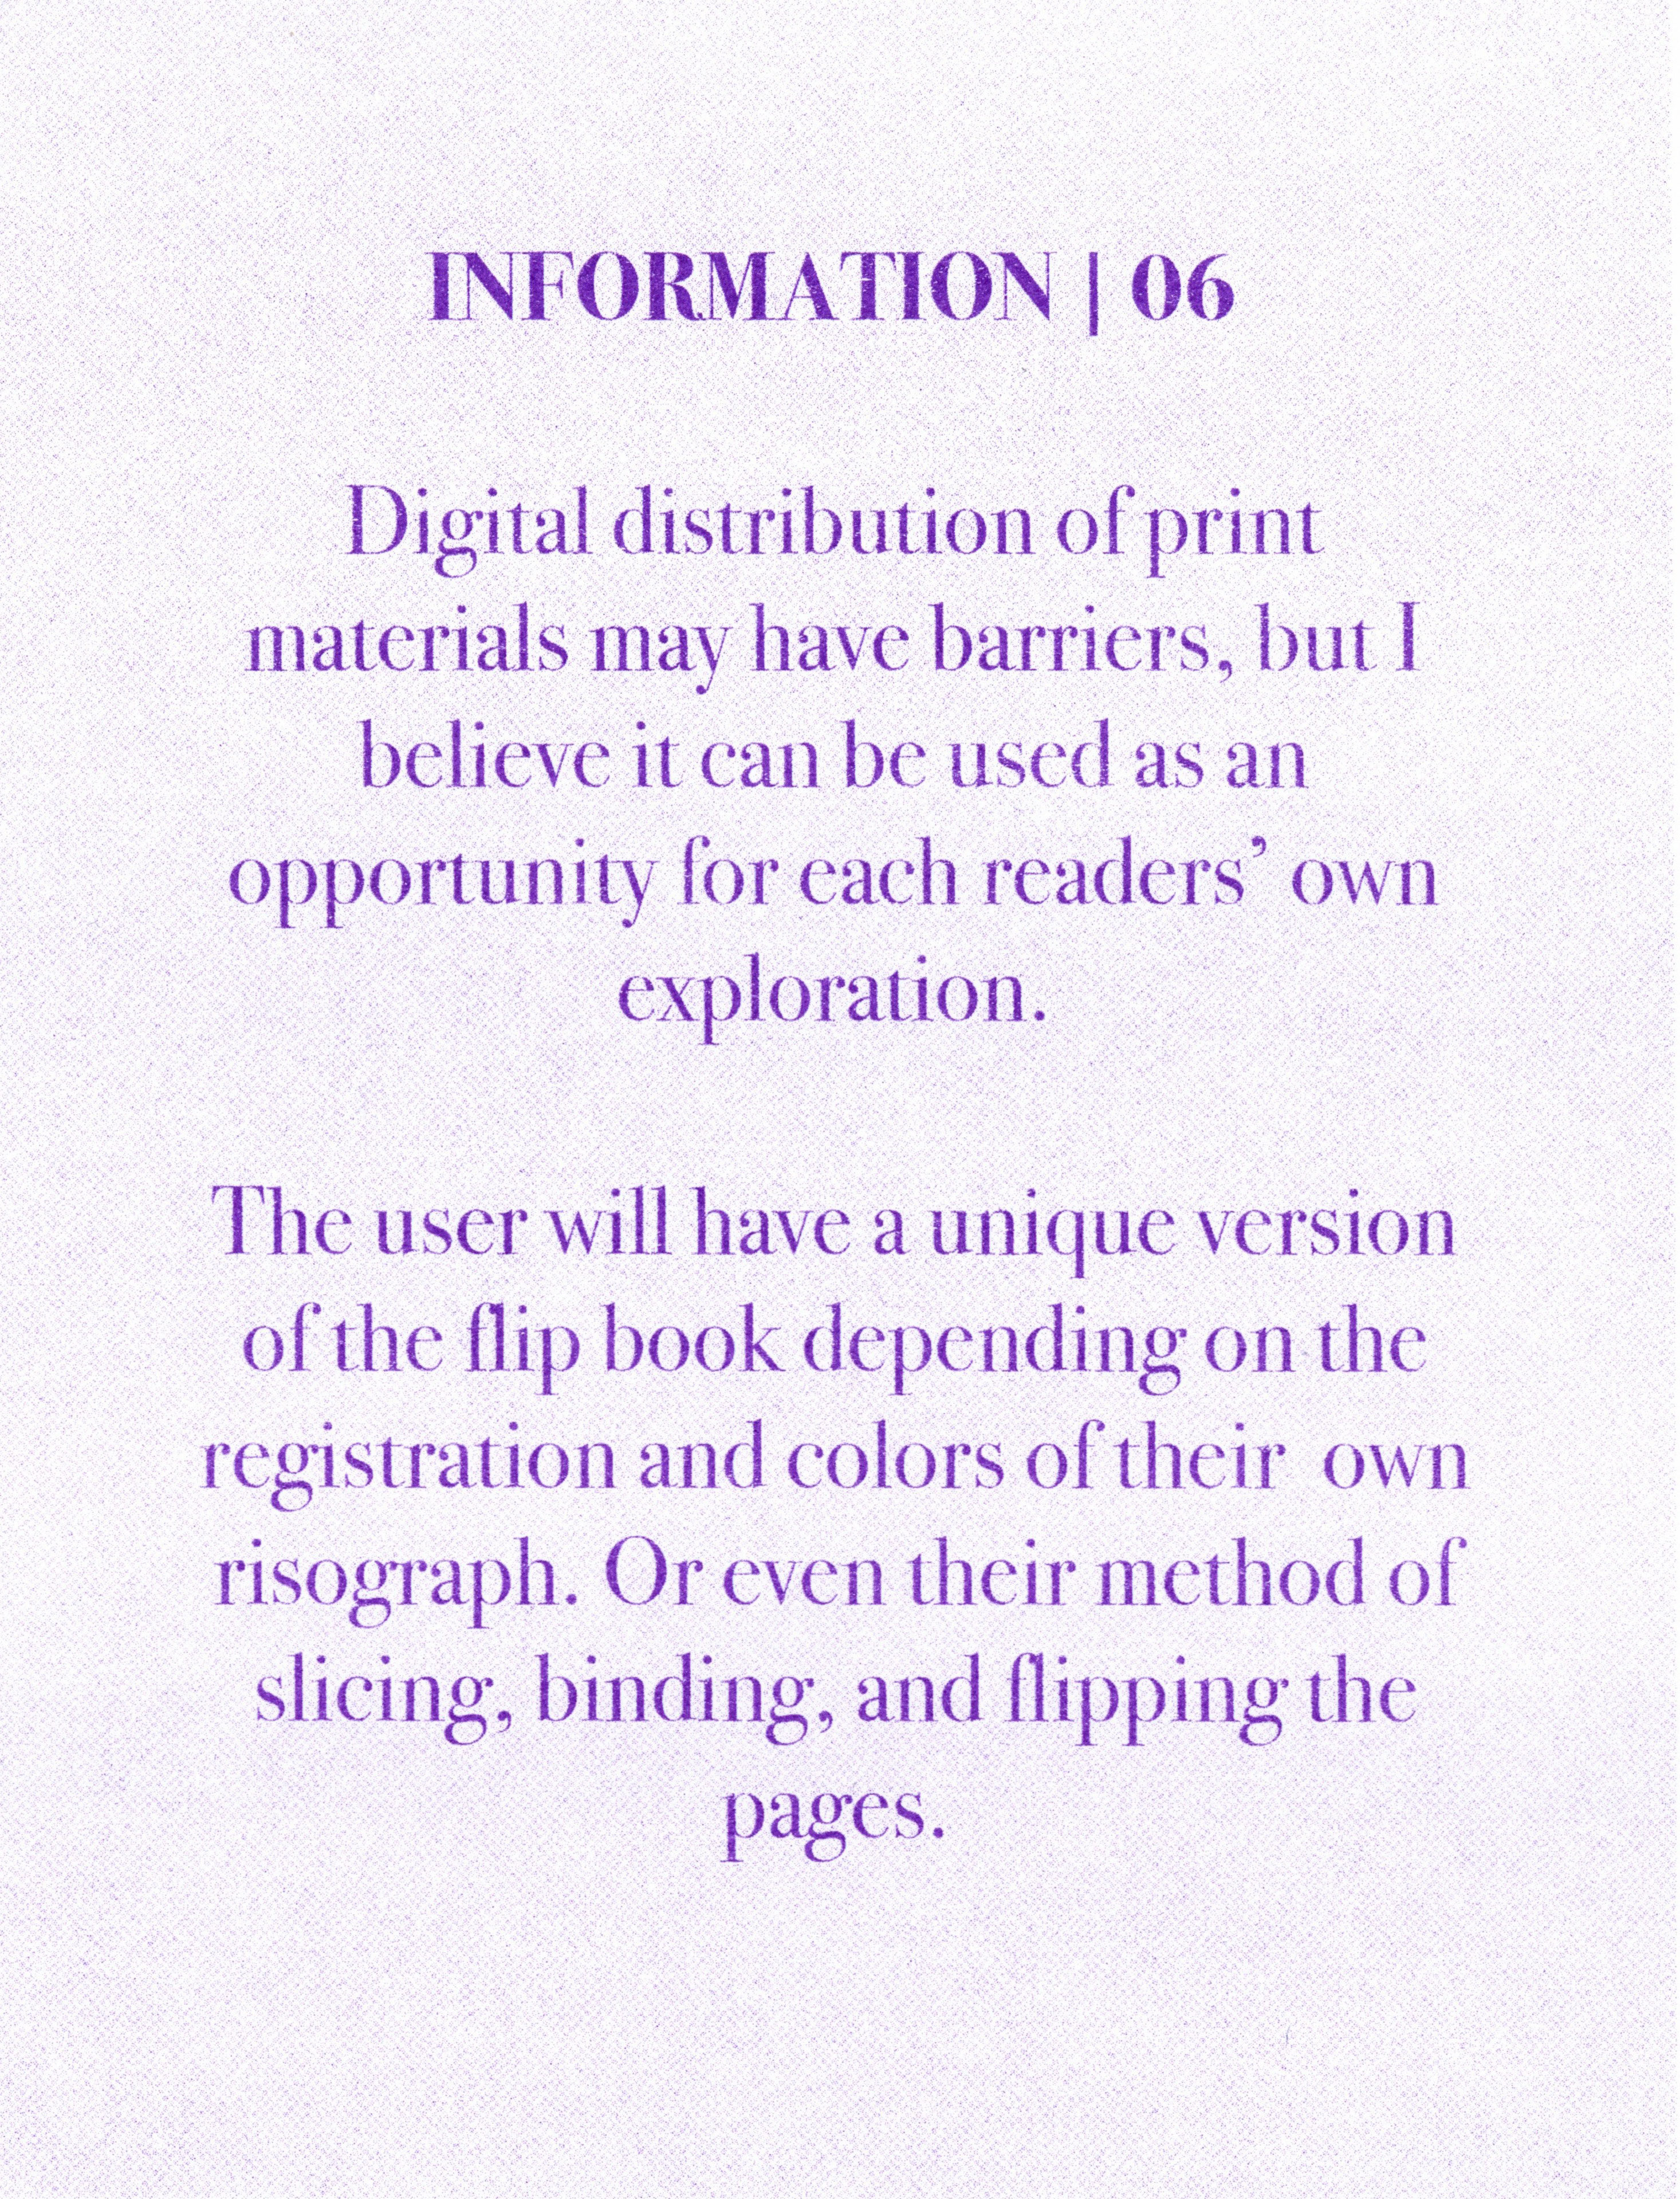 INFORMATION | 06
Digital distribution of print
materials may have barriers, but I
believe it can be used as an
opportunity for each readers’ own
exploration.
The user will have a unique version
of the flip book depending on the
registration and colors of their  own
risograph. Or even their method of
slicing, binding, and flipping the
pages.